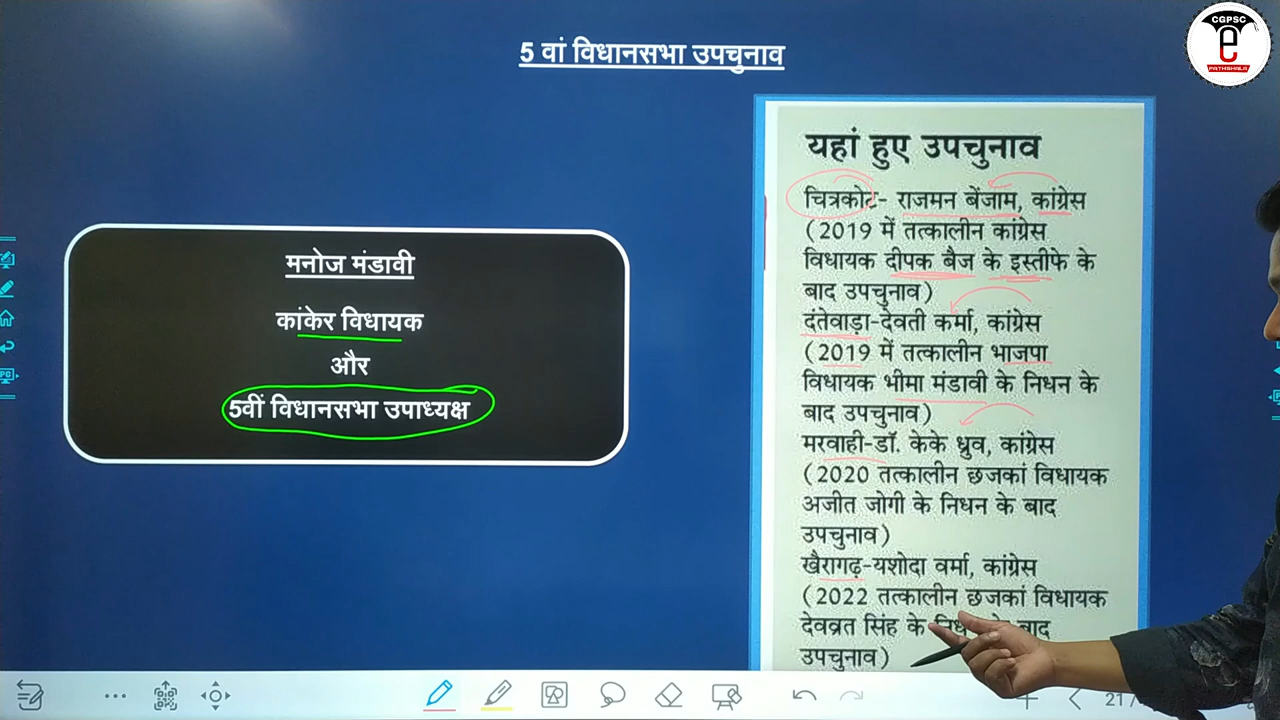 CGPSC
e
PATHSHALA
5 वां विधानसभा उपचुनाव
मनोज मंडावी
कांकेर विधायक
और
5वीं विधानसभा उपाध्यक्ष
यहां हुए उपचुनाव
चित्रकोट- राजमन बेंजाम, कांग्रेस
(2019 में तत्कालीन कांग्रेस
विधायक दीपक बैज के इस्तीफे के
बाद उपचुनाव)
दंतेवाड़ा-देवती कर्मा, कांग्रेस
(2019 में तत्कालीन भाजपा
विधायक भीमा मंडावी के निधन के
बाद उपचुनाव)
मरवाही-डॉ. केके ध्रुव, कांग्रेस
(2020 तत्कालीन छजकां विधायक
अजीत जोगी के निधन के बाद
उपचुनाव)
खैरागढ़-यशोदा वर्मा, कांग्रेस
(2022 तत्कालीन छजकां विधायक
देवव्रत सिंह के बाद
उपचुनाव)